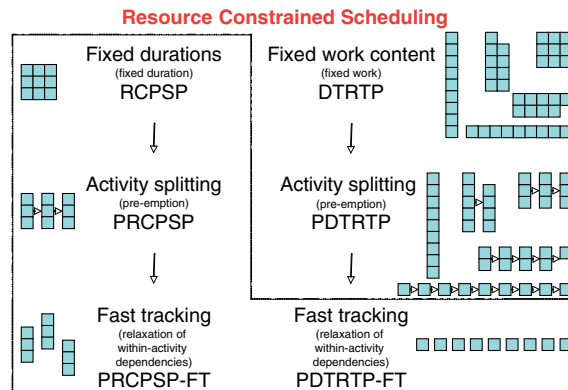 Resource Constrained Scheduling
Fixed durations
(fixed duration)
RCPSP
Fixed work content
(fixed work)
DTRTP
Activity splitting
(pre-emption)
PRCPSP
Activity splitting
(pre-emption)
PDTRTP
Fast tracking
(relaxation of
within-activity
dependencies)
PRCPSP-FT
Fast tracking
(relaxation of
within-activity
dependencies)
PDTRTP-FT